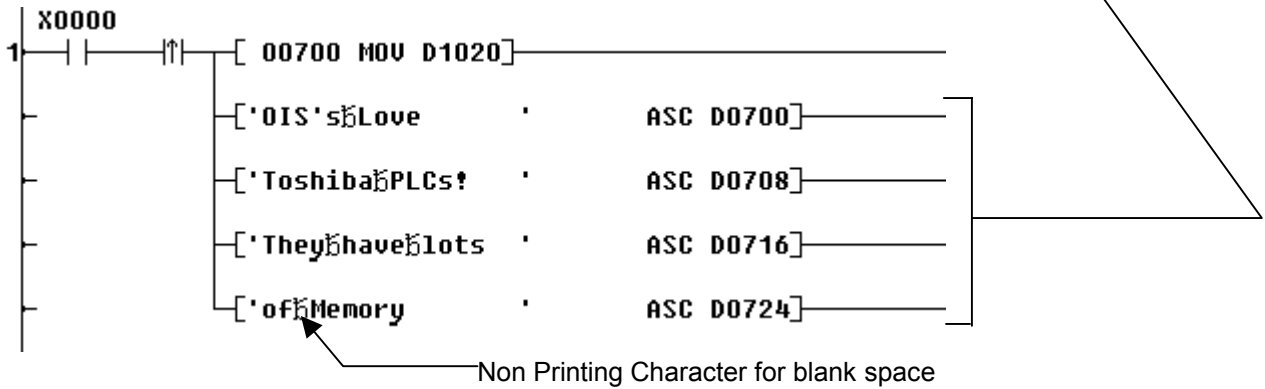 X0000
1 [ 00700 MOV D1020]
['OIS's Love ' ASC D0700]
['Toshiba PLCs! ' ASC D0708]
['They have lots ' ASC D0716]
['of Memory ' ASC D0724]
Non Printing Character for blank space